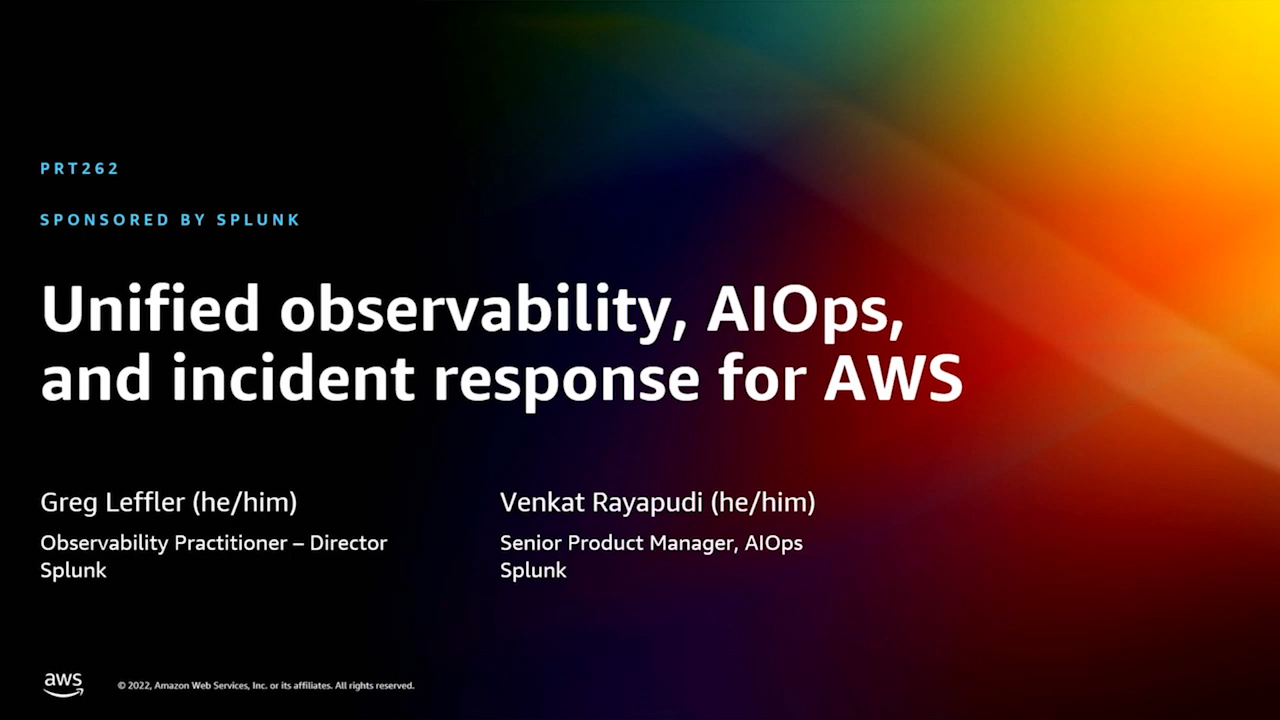 PRT262
SPONSORED BY SPLUNK
Unified observability, AIOps,
and incident response for AWS
Greg Leffler (he/him)
Observability Practitioner – Director
Splunk
Venkat Rayapudi (he/him)
Senior Product Manager, AIOps
Splunk
aws
© 2022, Amazon Web Services, Inc. or its affiliates. All rights reserved.